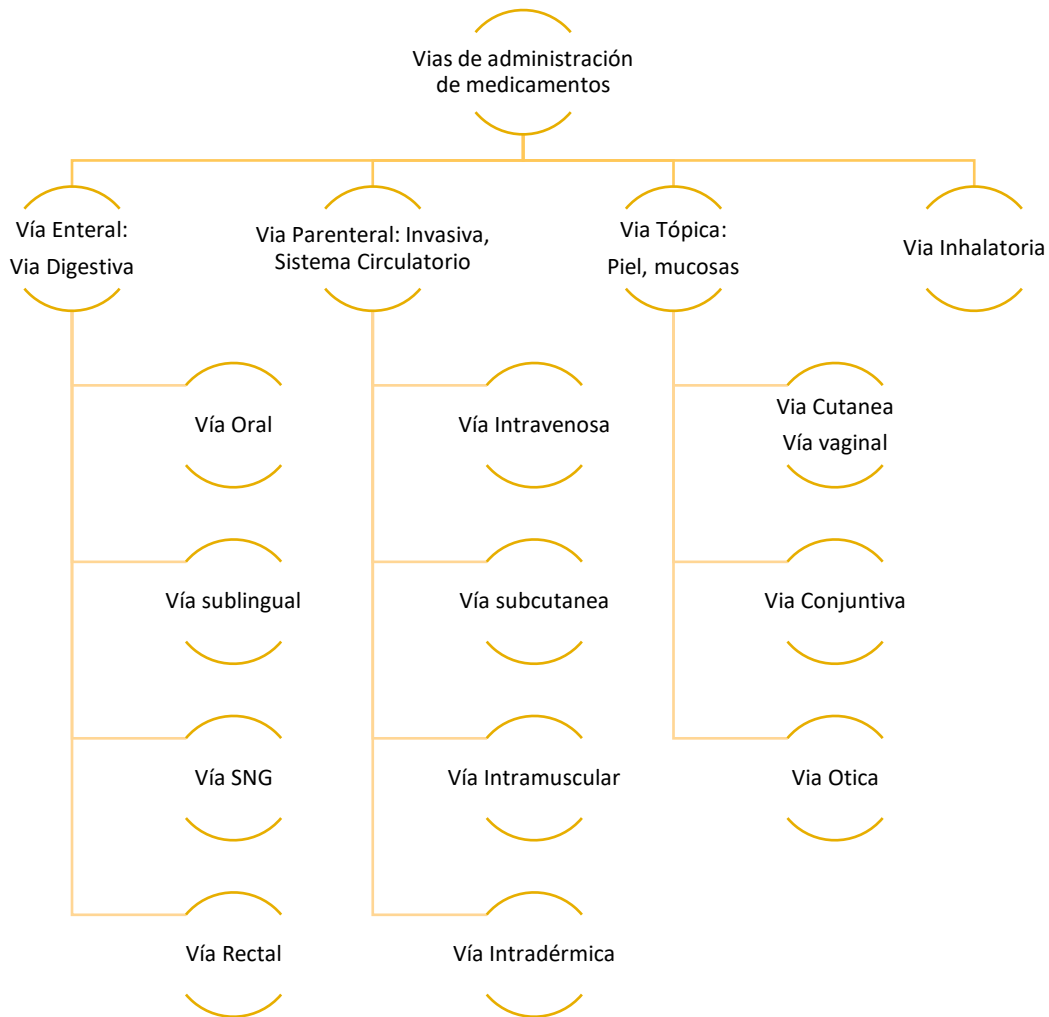 Vias de administración
de medicamentos
Vía Enteral:
Via Digestiva
Via Parenteral: Invasiva,
Sistema Circulatorio
Via Tópica:
Piel, mucosas
Via Inhalatoria
Vía Oral
Vía sublingual
Vía SNG
Vía Rectal
Vía Intravenosa
Vía subcutanea
Vía Intramuscular
Vía Intradérmica
Via Cutanea
Vía vaginal
Via Conjuntiva
Via Otica